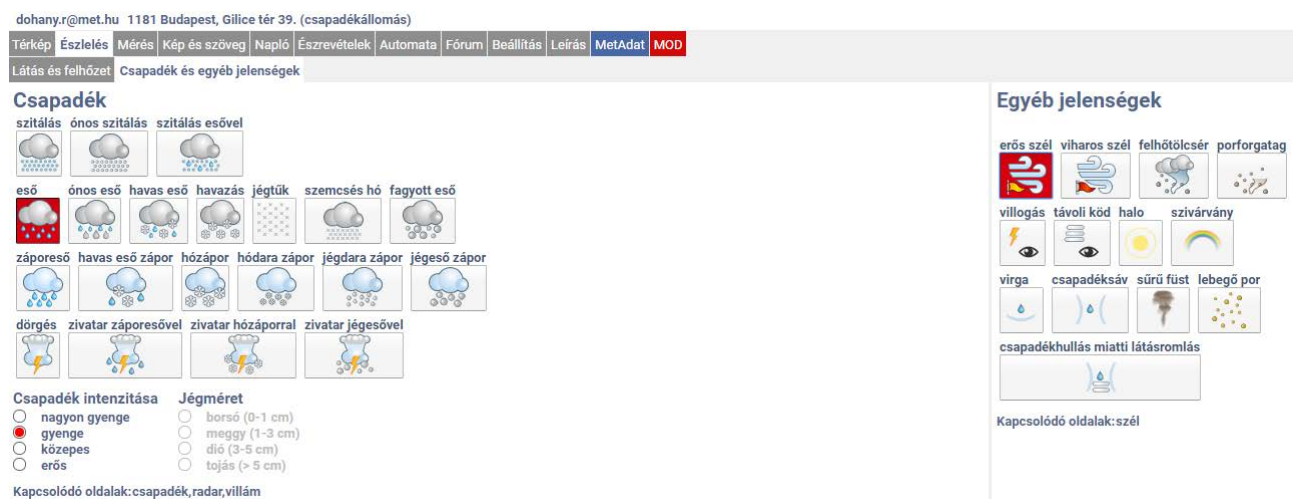 dohany.r@met.hu 1181 Budapest, Gilice tér 39. (csapadékállomás)
Térkép Észlelés Mérés Kép és szöveg Napló Észrevételek Automata Fórum Beállítás Leírás MetAdat MOD
Látás és felhőzet Csapadék és egyéb jelenségek
Csapadék
szitálás ónos szitálás szitálás esővel
eső ónos eső havas eső havazás jégtűk szemcsés hó fagyott eső
záporeső havas eső zápor hózápor hódara zápor jégdara zápor jégeső zápor
dörgés zivatar záporesővel zivatar hózáporral zivatar jégesővel
Csapadék intenzitása Jégméret
nagyon gyenge borsó (0-1 cm)
gyenge meggy (1-3 cm)
közepes dió (3-5 cm)
erős tojás (> 5 cm)
Kapcsolódó oldalak:csapadék,radar,villám
Egyéb jelenségek
erős szél viharos szél felhőtölcsér porforgatag
villogás távoli köd halo szivárvány
virga csapadéksáv sűrű füst lebegő por
csapadékhullás miatti látásromlás
Kapcsolódó oldalak:szél